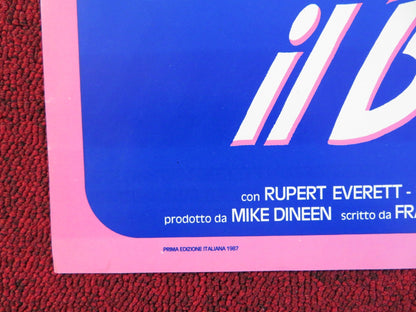 il B
con RUPERT EVERETT -
prodotto da MIKE DINEEN scritto da FRA
PRIMA EDIZIONE ITALIANA 1987